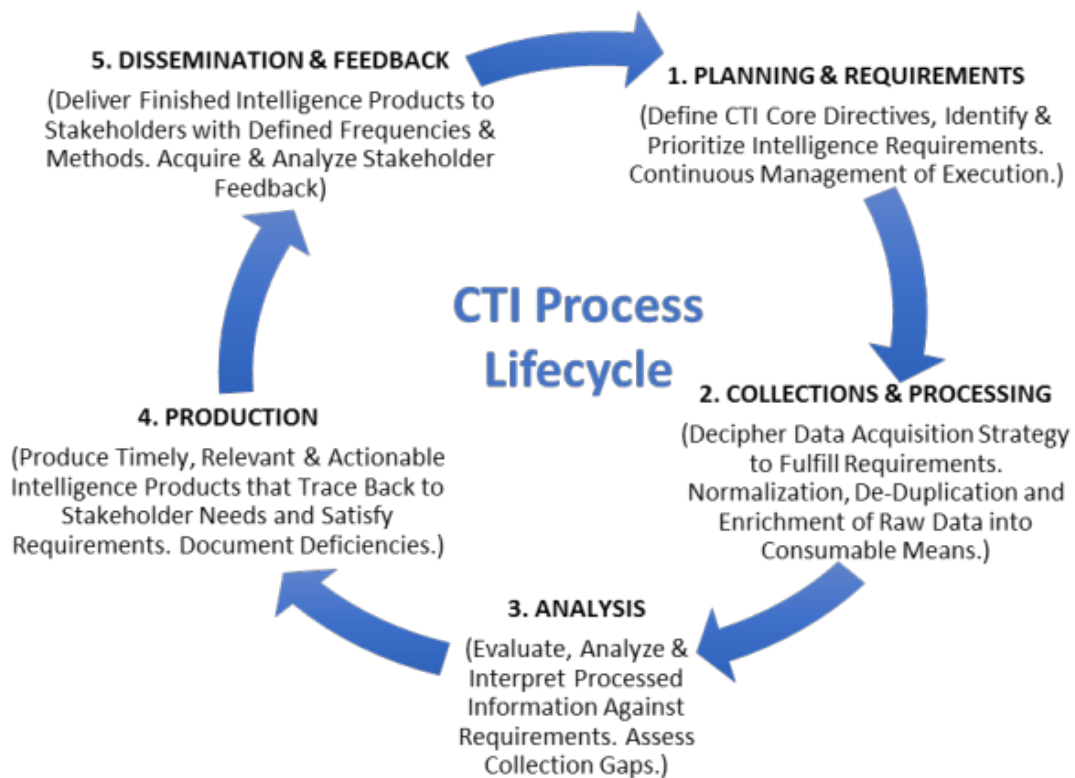 5. DISSEMINATION & FEEDBACK
(Deliver Finished Intelligence Products to
Stakeholders with Defined Frequencies &
Methods. Acquire & Analyze Stakeholder
Feedback)
1. PLANNING & REQUIREMENTS
(Define CTI Core Directives, Identify &
Prioritize Intelligence Requirements.
Continuous Management of Execution.)
CTI Process
Lifecycle
2. COLLECTIONS & PROCESSING
(Decipher Data Acquisition Strategy
to Fulfill Requirements.
Normalization, De-Duplication and
Enrichment of Raw Data into
Consumable Means.)
4. PRODUCTION
(Produce Timely, Relevant & Actionable
Intelligence Products that Trace Back to
Stakeholder Needs and Satisfy
Requirements. Document Deficiencies.)
3. ANALYSIS
(Evaluate, Analyze &
Interpret Processed
Information Against
Requirements. Assess
Collection Gaps.)